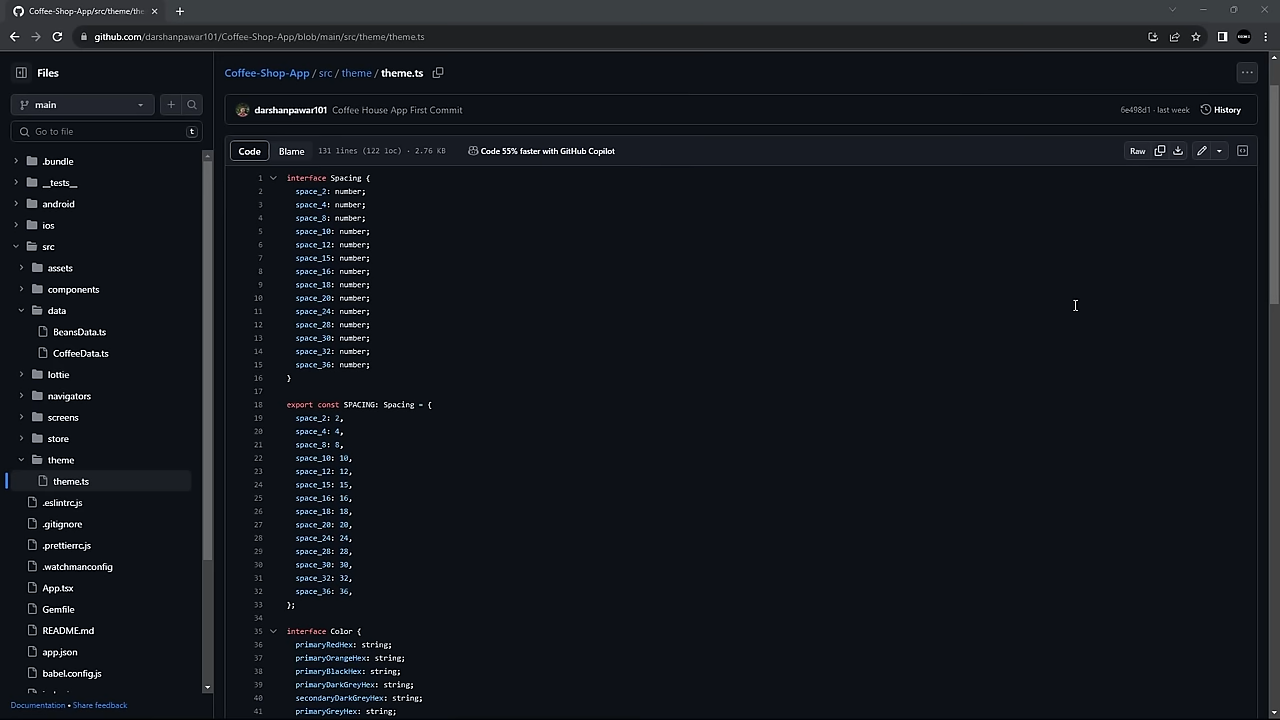 Coffee-Shop-App/src/theme/the
github.com/darshanpawar101/Coffee-Shop-App/blob/main/src/theme/theme.ts
Files
main
Go to file
t
.bundle
__tests__
android
ios
src
assets
components
data
BeansData.ts
CoffeeData.ts
lottie
navigators
screens
store
theme
theme.ts
.eslintrc.js
.gitignore
.prettierrc.js
.watchmanconfig
App.tsx
Gemfile
README.md
app.json
babel.config.js
Documentation • Share feedback
Coffee-Shop-App / src / theme / theme.ts
darshanpawar101 Coffee House App First Commit
6e498d1 · last week
History
Code
Blame
131 lines (122 loc) · 2.76 KB
Code 55% faster with GitHub Copilot
Raw
1 interface Spacing {
2 space_2: number;
3 space_4: number;
4 space_8: number;
5 space_10: number;
6 space_12: number;
7 space_15: number;
8 space_16: number;
9 space_18: number;
10 space_20: number;
11 space_24: number;
12 space_28: number;
13 space_30: number;
14 space_32: number;
15 space_36: number;
16 }
17
18 export const SPACING: Spacing = {
19 space_2: 2,
20 space_4: 4,
21 space_8: 8,
22 space_10: 10,
23 space_12: 12,
24 space_15: 15,
25 space_16: 16,
26 space_18: 18,
27 space_20: 20,
28 space_24: 24,
29 space_28: 28,
30 space_30: 30,
31 space_32: 32,
32 space_36: 36,
33 };
34
35 interface Color {
36 primaryRedHex: string;
37 primaryOrangeHex: string;
38 primaryBlackHex: string;
39 primaryDarkGreyHex: string;
40 secondaryDarkGreyHex: string;
41 primaryGreyHex: string;